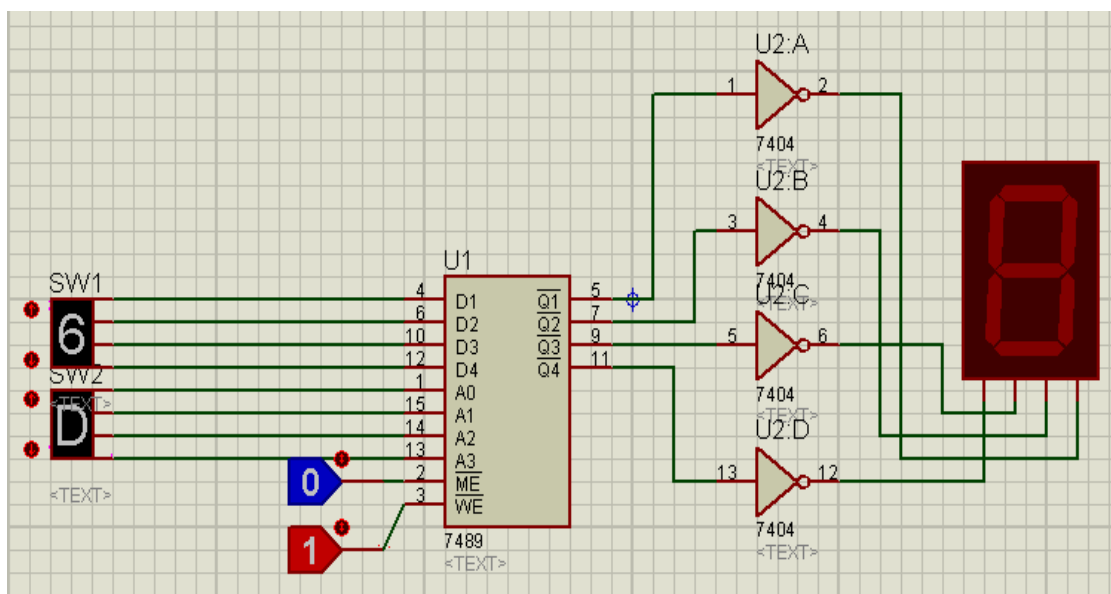 U2:A
1
2
7404
<TEXT>
U2:B
3
4
7404
<TEXT>
U2:C
5
6
7404
<TEXT>
U2:D
13
12
7404
<TEXT>
SW1
6
SW2
<TEXT>
D
<TEXT>
0
1
U1
4 D1 Q1 5
6 D2 Q2 7
10 D3 Q3 9
12 D4 Q4 11
1 A0
15 A1
14 A2
13 A3
2 ME
3 WE
7489
<TEXT>